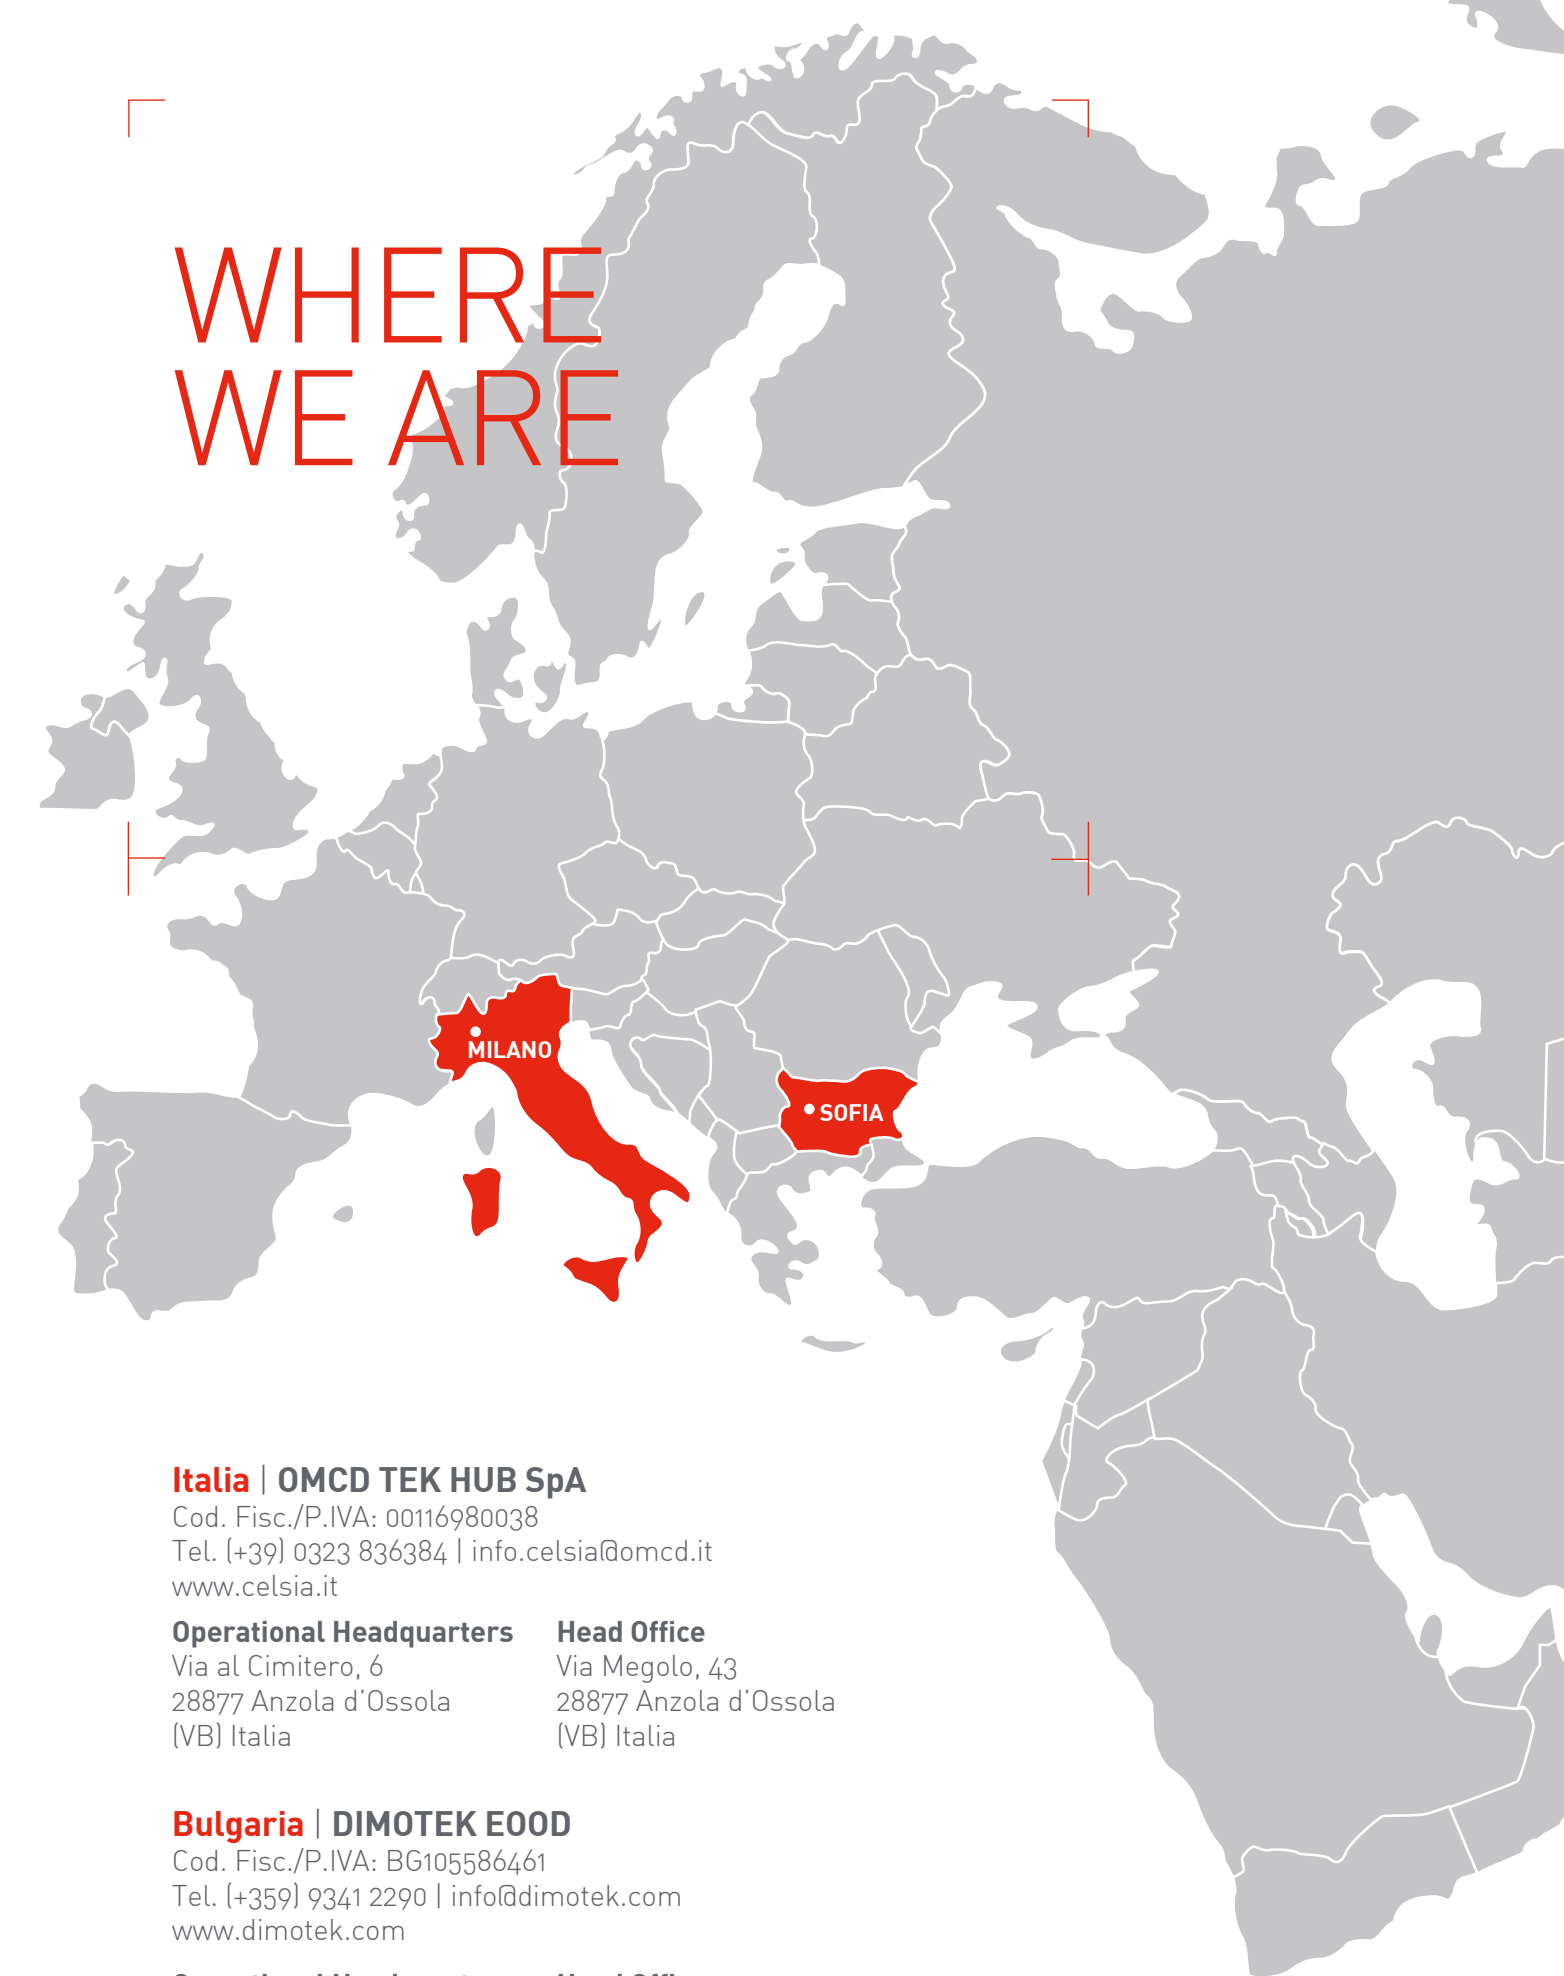 WHERE
WE ARE
MILANO
SOFIA
Italia | OMCD TEK HUB SpA
Cod. Fisc./P.IVA: 00116980038
Tel. (+39) 0323 836384 | info.celsia@omcd.it
www.celsia.it
Operational Headquarters
Via al Cimitero, 6
28877 Anzola d’Ossola
(VB) Italia
Head Office
Via Megolo, 43
28877 Anzola d’Ossola
(VB) Italia
Bulgaria | DIMOTEK EOOD
Cod. Fisc./P.IVA: BG105586461
Tel. (+359) 9341 2290 | info@dimotek.com
www.dimotek.com